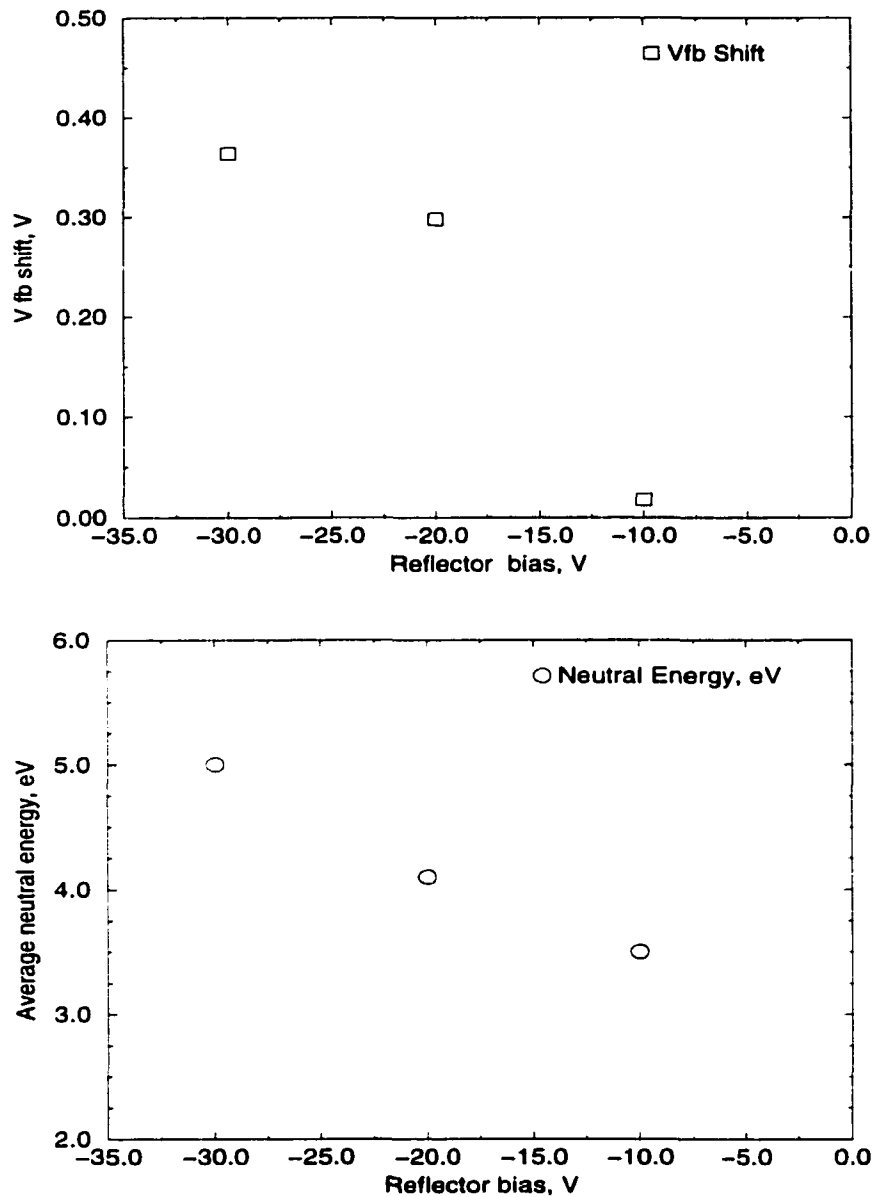 0.50
Vfb Shift
0.40
0.30
0.20
0.10
0.00
V fb shift, V
−35.0 −30.0 −25.0 −20.0 −15.0 −10.0 −5.0 0.0
Reflector bias, V
6.0
Neutral Energy, eV
5.0
4.0
3.0
2.0
Average neutral energy, eV
−35.0 −30.0 −25.0 −20.0 −15.0 −10.0 −5.0 0.0
Reflector bias, V